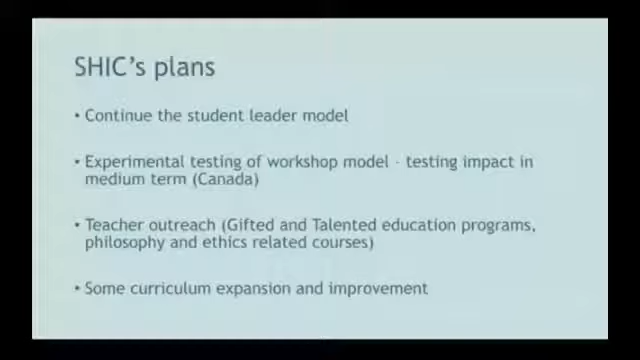 SHIC's plans
• Continue the student leader model
• Experimental testing of workshop model - testing impact in
medium term (Canada)
• Teacher outreach (Gifted and Talented education programs,
philosophy and ethics related courses)
• Some curriculum expansion and improvement